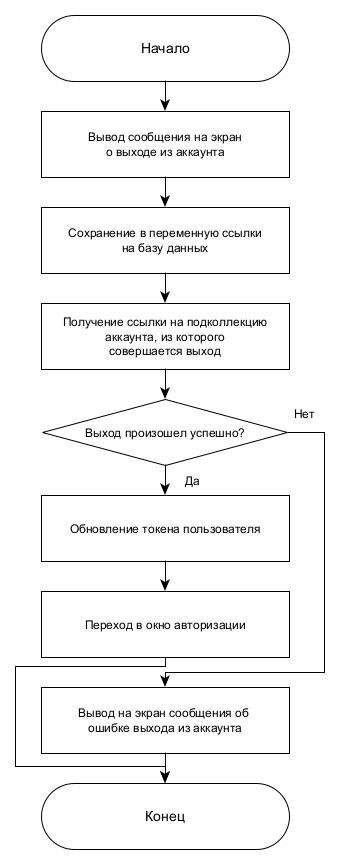 Начало
Вывод сообщения на экран
о выходе из аккаунта
Сохранение в переменную ссылки
на базу данных
Получение ссылки на подколлекцию
аккаунта, из которого
совершается выход
Нет
Выход произошел успешно?
Да
Обновление токена пользователя
Переход в окно авторизации
Вывод на экран сообщения об
ошибке выхода из аккаунта
Конец